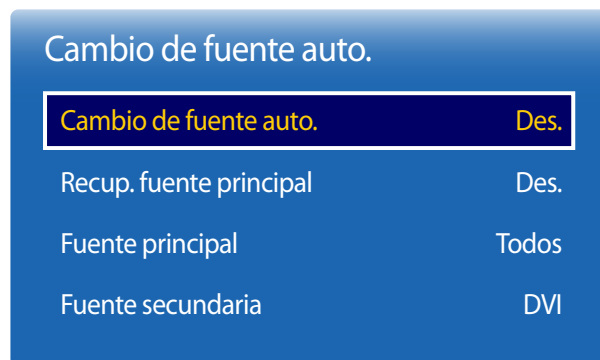 Cambio de fuente auto.
Cambio de fuente auto. Des.
Recup. fuente principal Des.
Fuente principal Todos
Fuente secundaria DVI